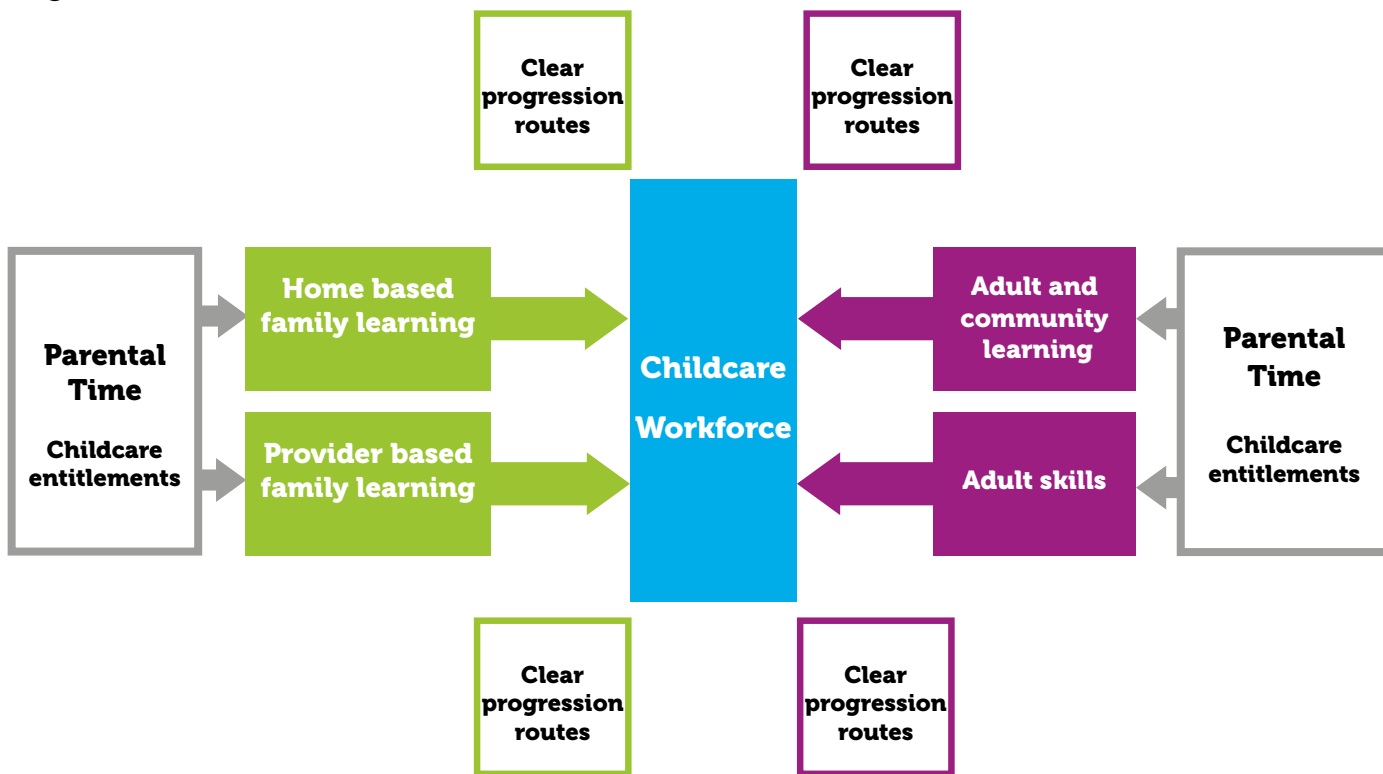 Clear
progression
routes
Clear
progression
routes
Parental
Time
Childcare
entitlements
Home based
family learning
Provider based
family learning
Childcare
Workforce
Adult and
community
learning
Adult skills
Parental
Time
Childcare
entitlements
Clear
progression
routes
Clear
progression
routes